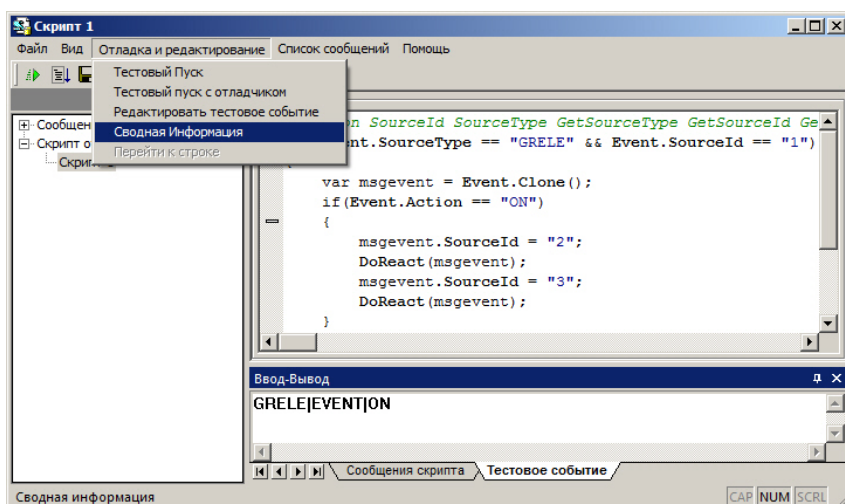 Скрипт 1
Файл Вид Отладка и редактирование Список сообщений Помощь
Тестовый Пуск
Тестовый пуск с отладчиком
Редактировать тестовое событие
Сводная Информация
Перейти к строке
Сообщен
Скрипт о
Скрип
n SourceId SourceType GetSourceType GetSourceId Ge
nt.SourceType == "GRELE" && Event.SourceId == "1")
var msgevent = Event.Clone();
if(Event.Action == "ON")
{
msgevent.SourceId = "2";
DoReact(msgevent);
msgevent.SourceId = "3";
DoReact(msgevent);
}
Ввод-Вывод
GRELE|EVENT|ON
Сообщения скрипта Тестовое событие
Сводная информация CAP NUM SCRL